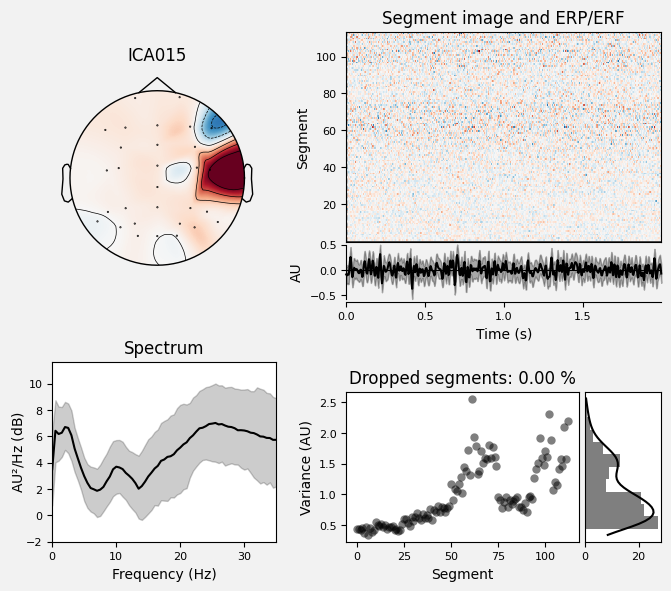 ICA015
Segment image and ERP/ERF
Segment
100
80
60
40
20
AU
0.5
0.0
−0.5
0.0 0.5 1.0 1.5
Time (s)
Spectrum
AU²/Hz (dB)
10
8
6
4
2
0
−2
0 10 20 30
Frequency (Hz)
Dropped segments: 0.00 %
Variance (AU)
2.5
2.0
1.5
1.0
0.5
0 25 50 75 100
Segment
0 20